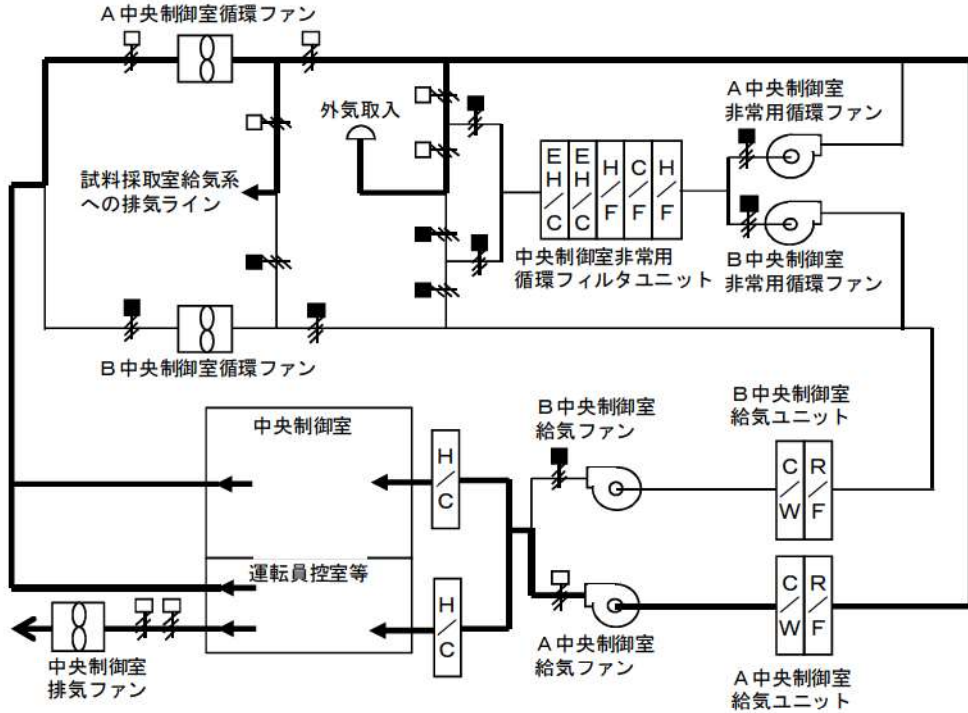 A中央制御室循環ファン
外気取入
A中央制御室
非常用循環ファン
試料採取室給気系
への排気ライン
EH/C
EH/C
H/F
C/F
H/F
中央制御室非常用
循環フィルタユニット
B中央制御室
非常用循環ファン
B中央制御室循環ファン
中央制御室
H/C
B中央制御室
給気ファン
B中央制御室
給気ユニット
C/W
R/F
運転員控室等
H/C
C/W
R/F
中央制御室
排気ファン
A中央制御室
給気ファン
A中央制御室
給気ユニット